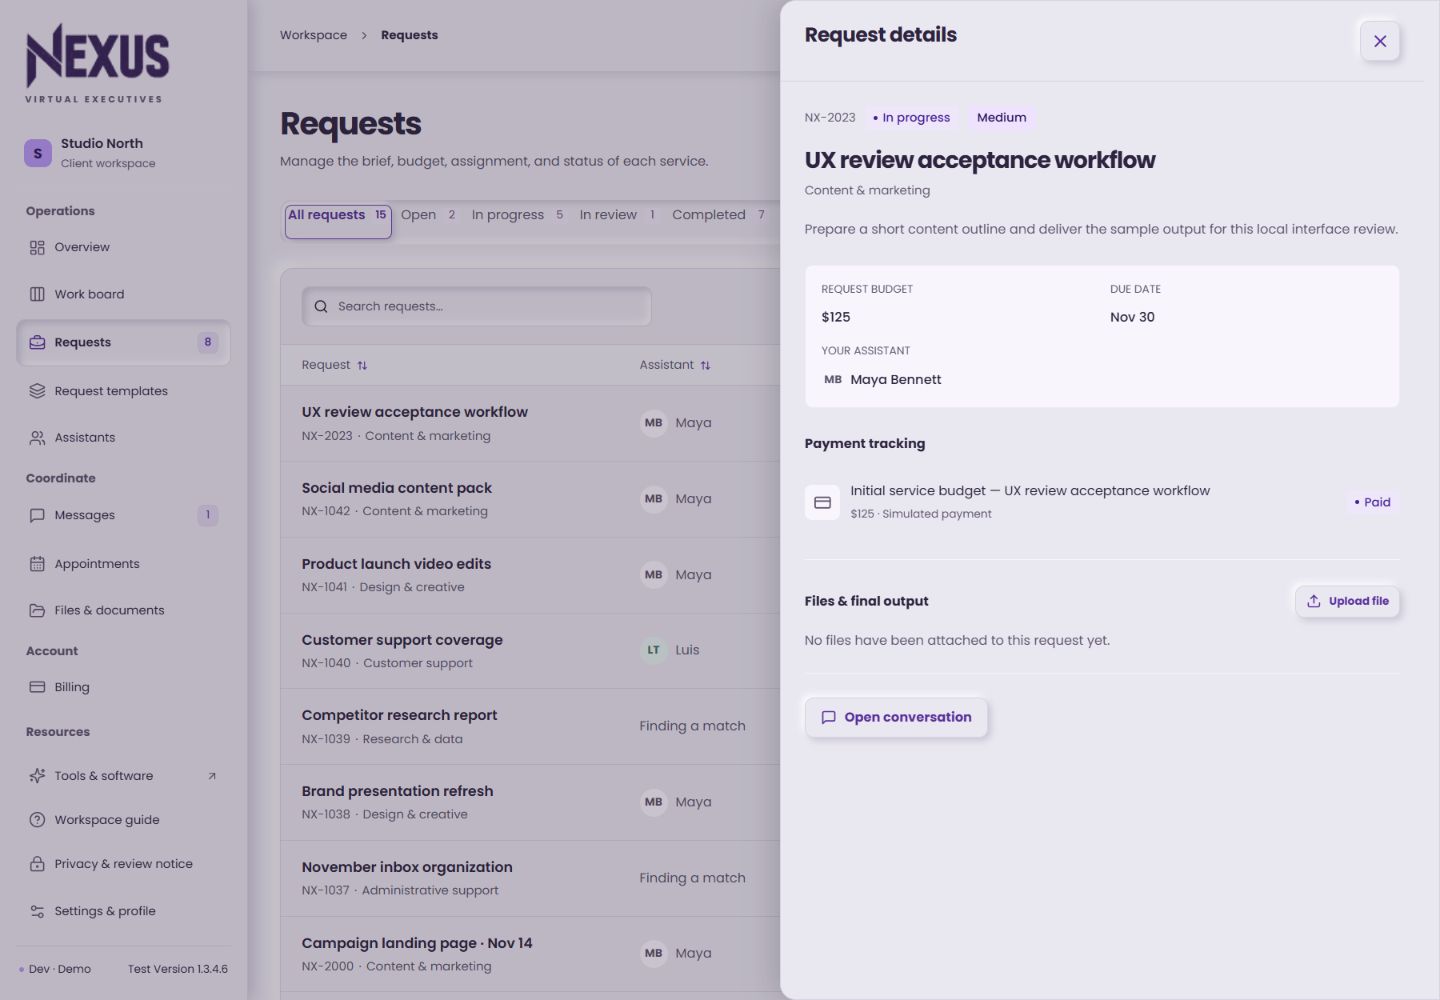 NEXUS
VIRTUAL EXECUTIVES
S
Studio North
Client workspace
Operations
Overview
Work board
Requests 8
Request templates
Assistants
Coordinate
Messages 1
Appointments
Files & documents
Account
Billing
Resources
Tools & software
Workspace guide
Privacy & review notice
Settings & profile
Dev · Demo Test Version 1.3.4.6
Workspace > Requests
Requests
Manage the brief, budget, assignment, and status of each service.
All requests 15 Open 2 In progress 5 In review 1 Completed 7
Search requests...
Request Assistant
UX review acceptance workflow
NX-2023 · Content & marketing
MB Maya
Social media content pack
NX-1042 · Content & marketing
MB Maya
Product launch video edits
NX-1041 · Design & creative
MB Maya
Customer support coverage
NX-1040 · Customer support
LT Luis
Competitor research report
NX-1039 · Research & data
Finding a match
Brand presentation refresh
NX-1038 · Design & creative
MB Maya
November inbox organization
NX-1037 · Administrative support
Finding a match
Campaign landing page · Nov 14
NX-2000 · Content & marketing
MB Maya
Request details
NX-2023 • In progress Medium
UX review acceptance workflow
Content & marketing
Prepare a short content outline and deliver the sample output for this local interface review.
REQUEST BUDGET DUE DATE
$125 Nov 30
YOUR ASSISTANT
MB Maya Bennett
Payment tracking
Initial service budget — UX review acceptance workflow
$125 · Simulated payment
• Paid
Files & final output Upload file
No files have been attached to this request yet.
Open conversation